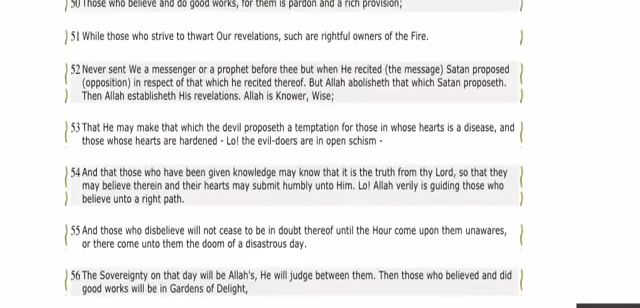 50 Those who believe and do good works, for them is pardon and a rich provision;
51 While those who strive to thwart Our revelations, such are rightful owners of the Fire.
52 Never sent We a messenger or a prophet before thee but when He recited (the message) Satan proposed
(opposition) in respect of that which he recited thereof. But Allah abolisheth that which Satan proposeth.
Then Allah establisheth His revelations. Allah is Knower, Wise;
53 That He may make that which the devil proposeth a temptation for those in whose hearts is a disease, and
those whose hearts are hardened - Lo! the evil-doers are in open schism -
54 And that those who have been given knowledge may know that it is the truth from thy Lord, so that they
may believe therein and their hearts may submit humbly unto Him. Lo! Allah verily is guiding those who
believe unto a right path.
55 And those who disbelieve will not cease to be in doubt thereof until the Hour come upon them unawares,
or there come unto them the doom of a disastrous day.
56 The Sovereignty on that day will be Allah's, He will judge between them. Then those who believed and did
good works will be in Gardens of Delight,